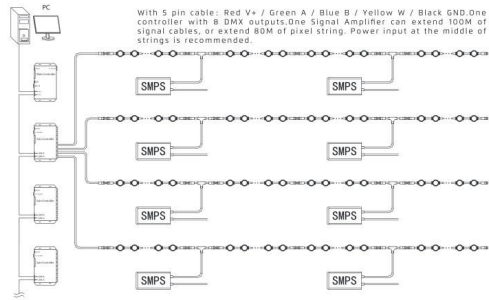 PC
With 5 pin cable: Red V+ / Green A / Blue B / Yellow W / Black GND.One
controller with 8 DMX outputs.One Signal Amplifier can extend 100M of
signal cables, or extend 80M of pixel string. Power input at the middle of
strings is recommended.
SMPS
SMPS
SMPS
SMPS
SMPS
SMPS
SMPS
SMPS